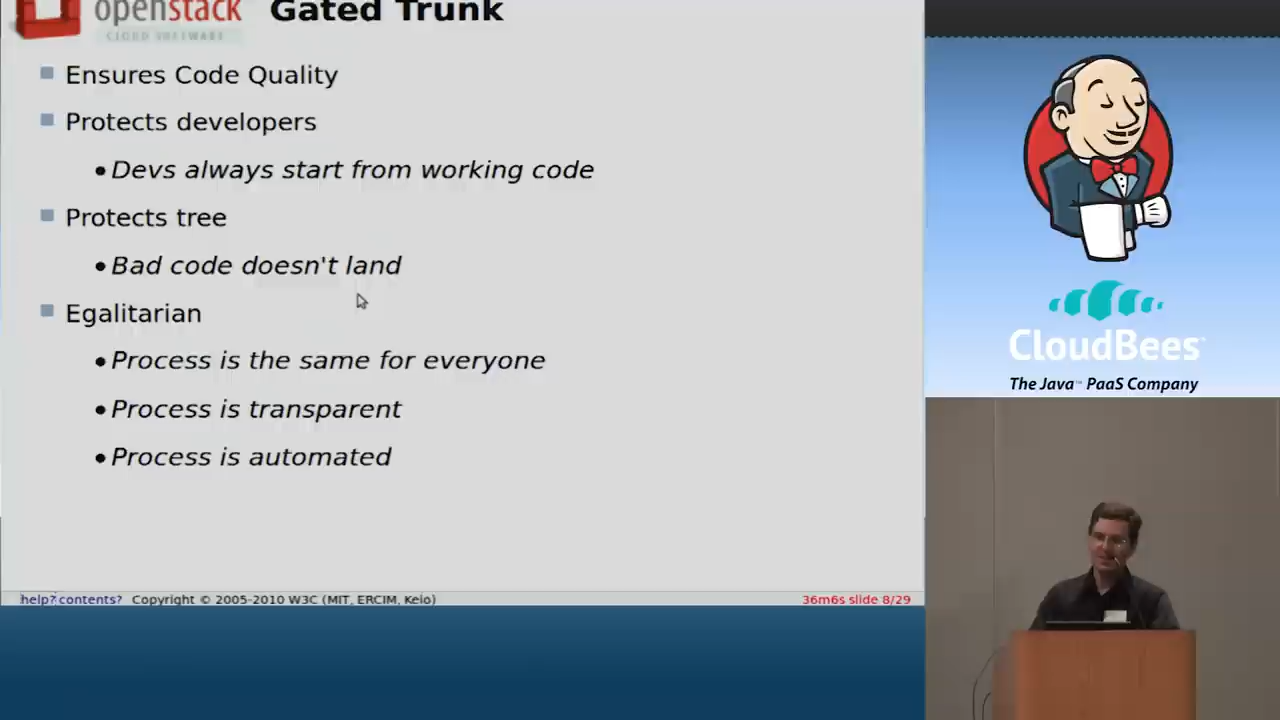 openstack
CLOUD SOFTWARE
Gated Trunk
Ensures Code Quality
Protects developers
Devs always start from working code
Protects tree
Bad code doesn't land
Egalitarian
Process is the same for everyone
Process is transparent
Process is automated
help? contents? Copyright © 2005-2010 W3C (MIT, ERCIM, Keio)
36m6s slide 8/29
CloudBees
The Java™ PaaS Company